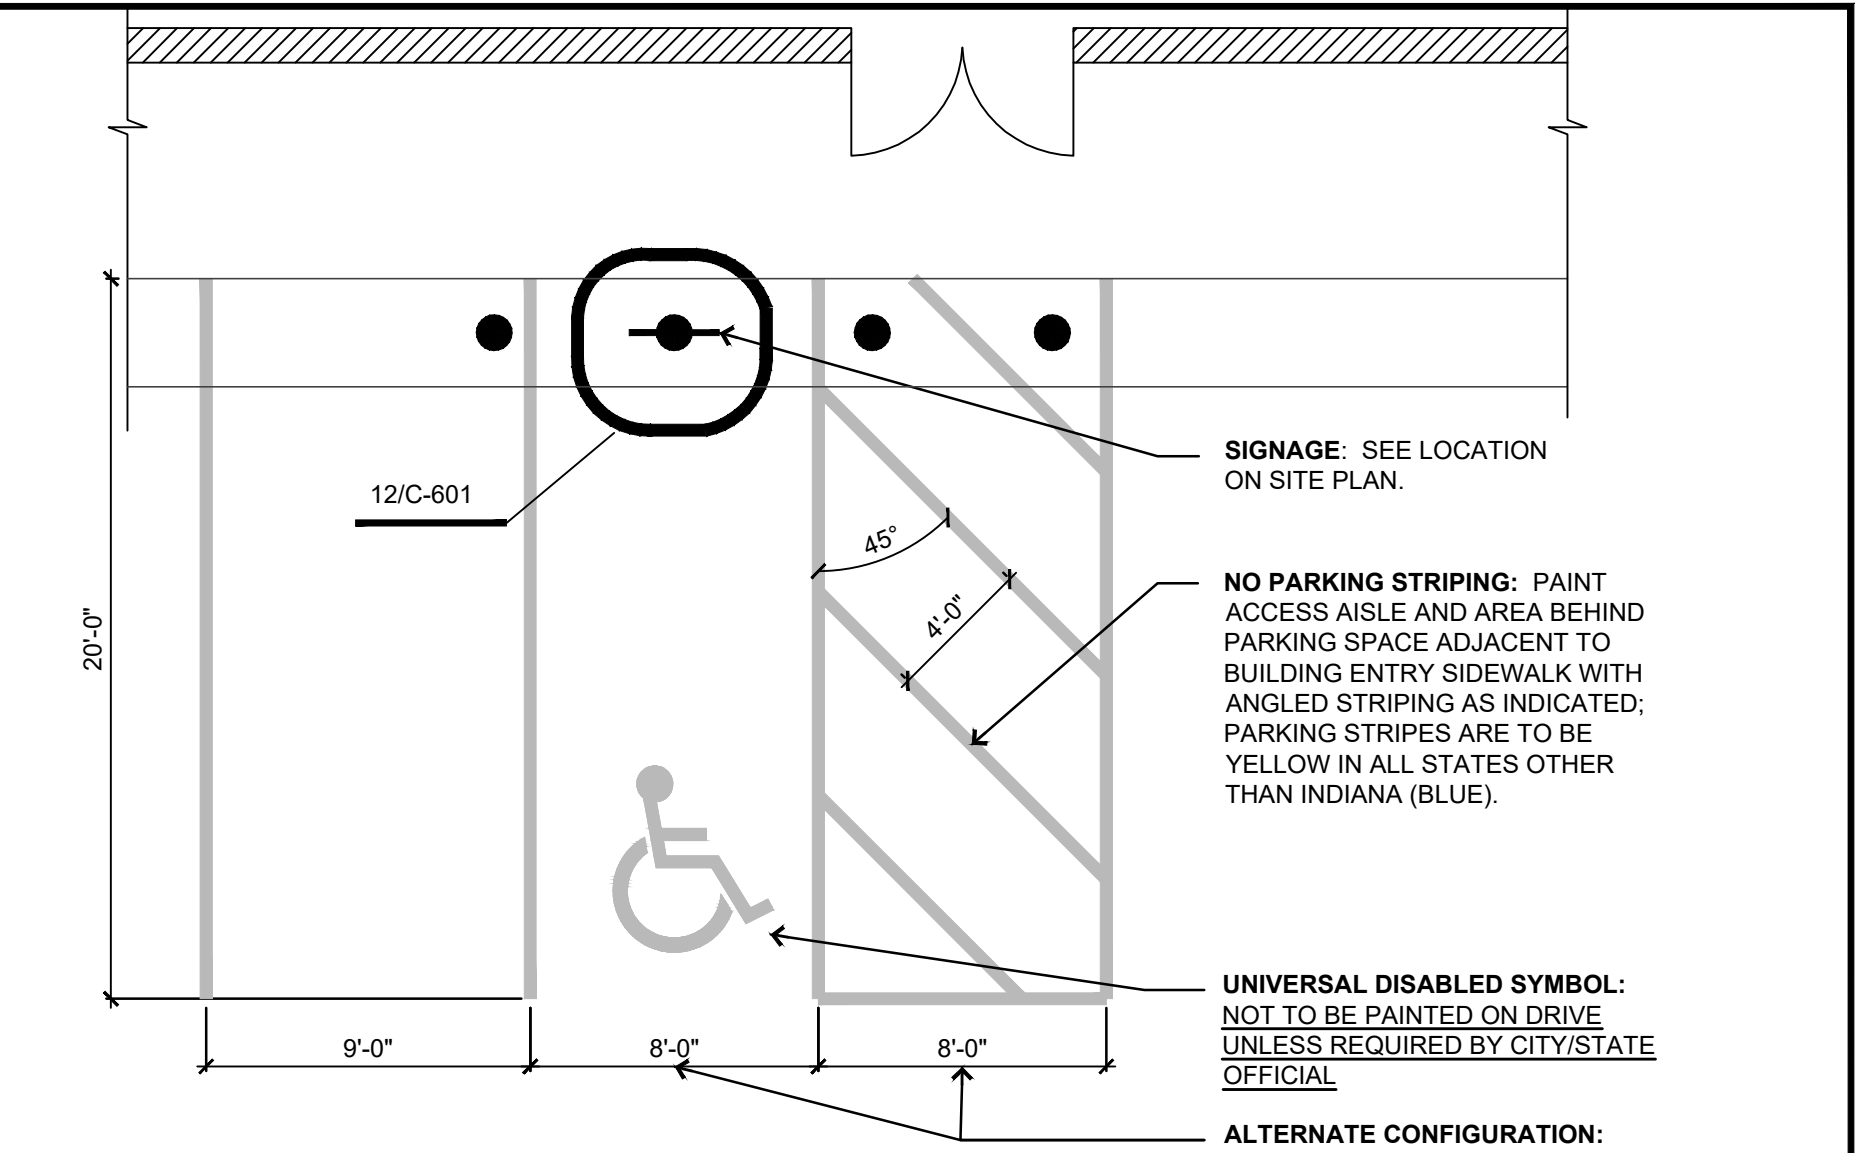 SIGNAGE: SEE LOCATION
ON SITE PLAN.
12/C-601
45°
4'-0"
20'-0"
NO PARKING STRIPING: PAINT
ACCESS AISLE AND AREA BEHIND
PARKING SPACE ADJACENT TO
BUILDING ENTRY SIDEWALK WITH
ANGLED STRIPING AS INDICATED;
PARKING STRIPES ARE TO BE
YELLOW IN ALL STATES OTHER
THAN INDIANA (BLUE).
UNIVERSAL DISABLED SYMBOL:
NOT TO BE PAINTED ON DRIVE
UNLESS REQUIRED BY CITY/STATE
OFFICIAL
9'-0"
8'-0"
8'-0"
ALTERNATE CONFIGURATION: